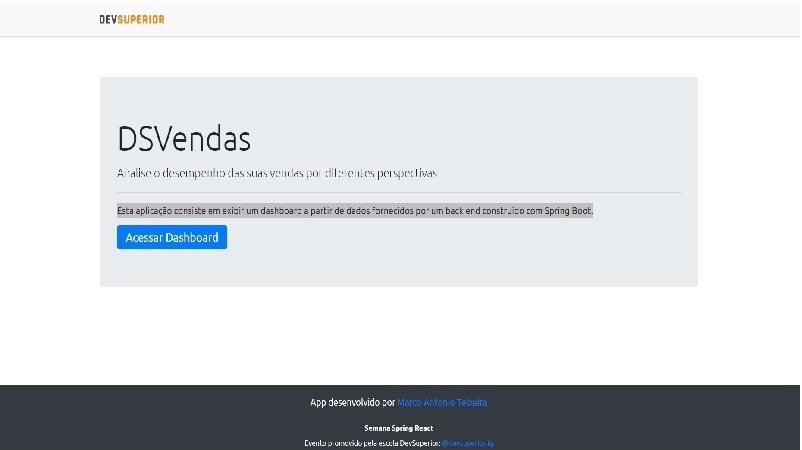 DEVSUPERIOR
DSVendas
Analise o desempenho das suas vendas por diferentes perspectivas
Esta aplicação consiste em exibir um dashboard a partir de dados fornecidos por um back end construído com Spring Boot.
Acessar Dashboard
App desenvolvido por Marco Antonio Teixeira
Semana Spring React
Evento promovido pela escola DevSuperior: @devsuperior.ig